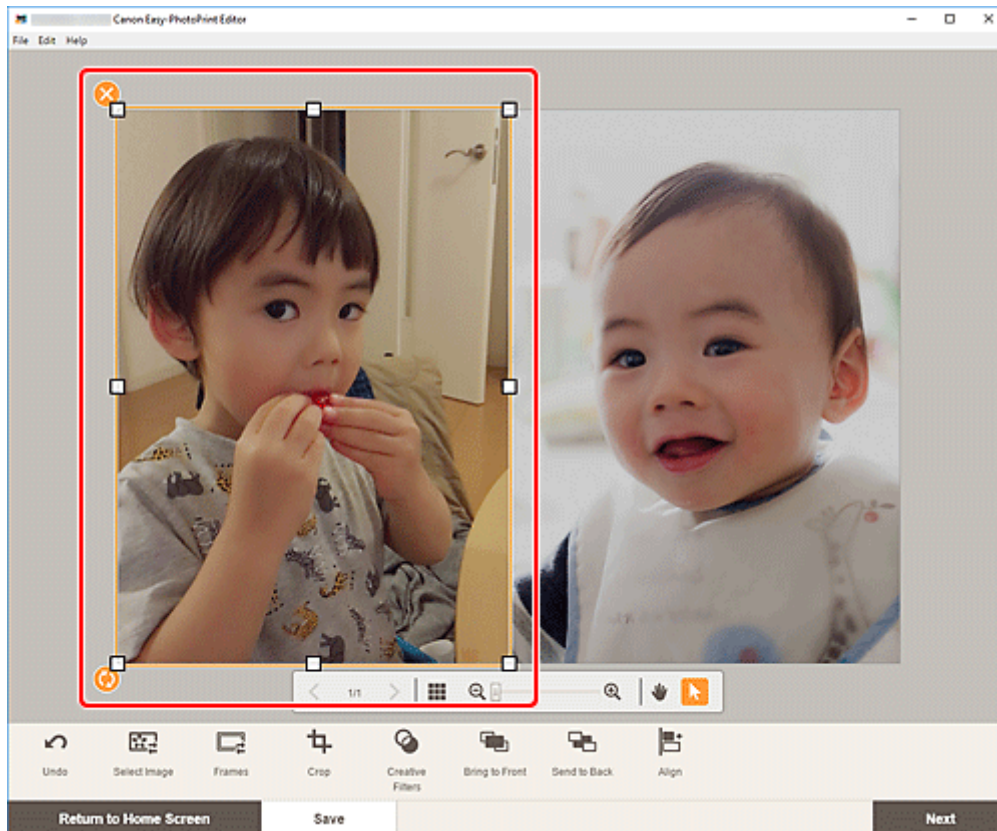 Canon Easy-PhotoPrint Editor
File Edit Help
1/1
Undo
Select Image
Frames
Crop
Creative
Filters
Bring to Front
Send to Back
Align
Return to Home Screen
Save
Next